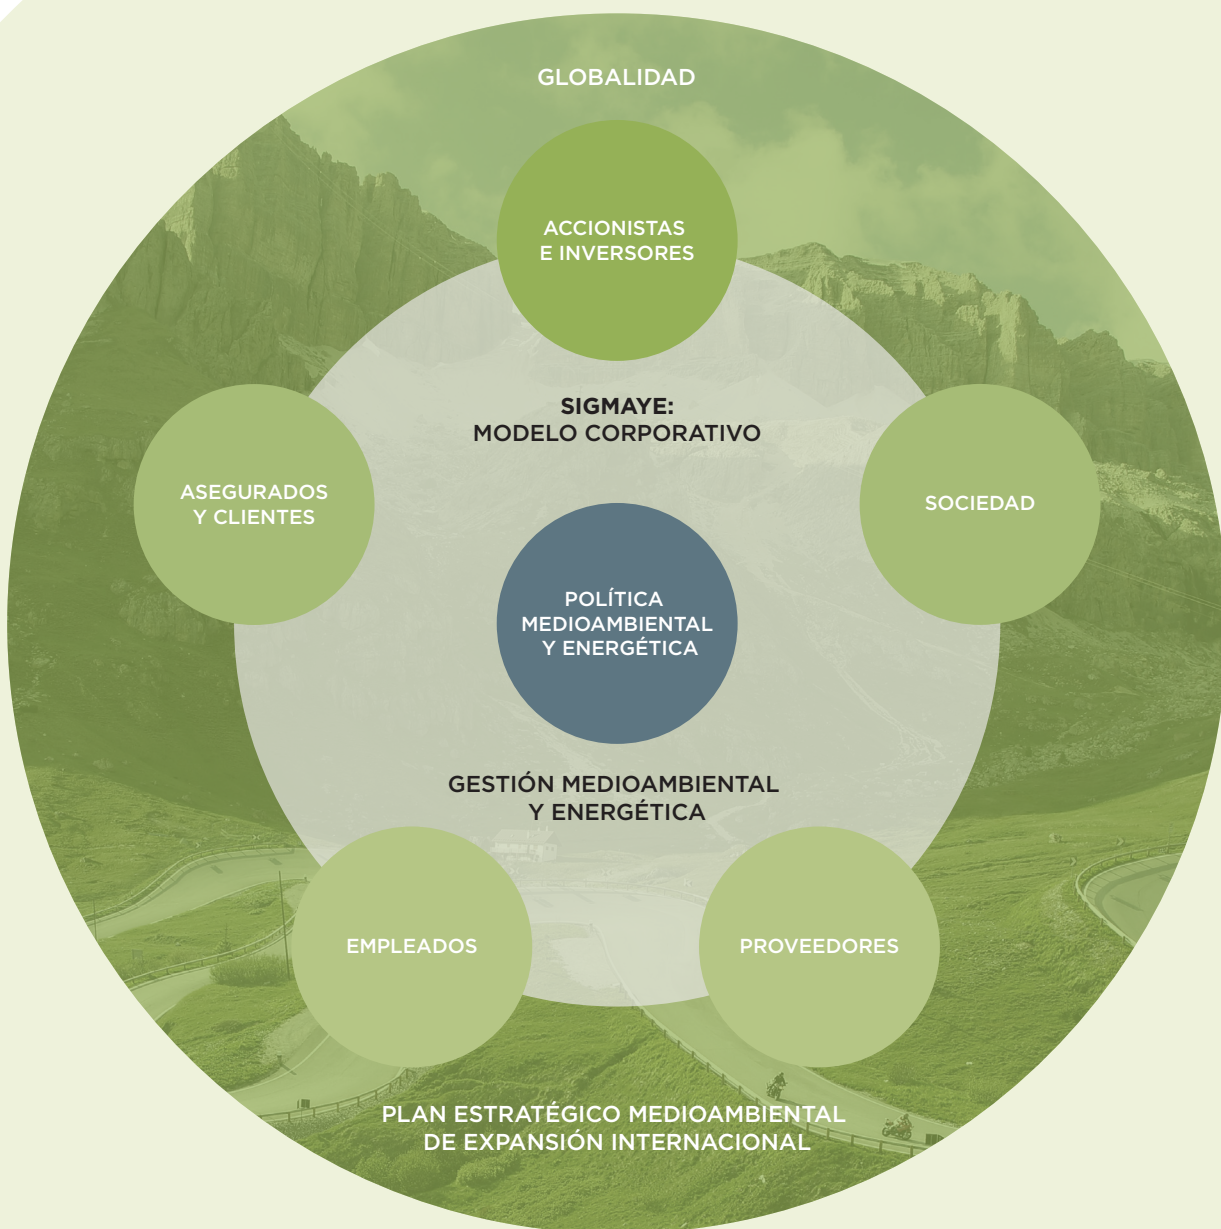 GLOBALIDAD
ACCIONISTAS
E INVERSORES
SIGMAYE:
MODELO CORPORATIVO
ASEGURADOS
Y CLIENTES
SOCIEDAD
POLÍTICA
MEDIOAMBIENTAL
Y ENERGÉTICA
GESTIÓN MEDIOAMBIENTAL
Y ENERGÉTICA
EMPLEADOS
PROVEEDORES
PLAN ESTRATÉGICO MEDIOAMBIENTAL
DE EXPANSIÓN INTERNACIONAL